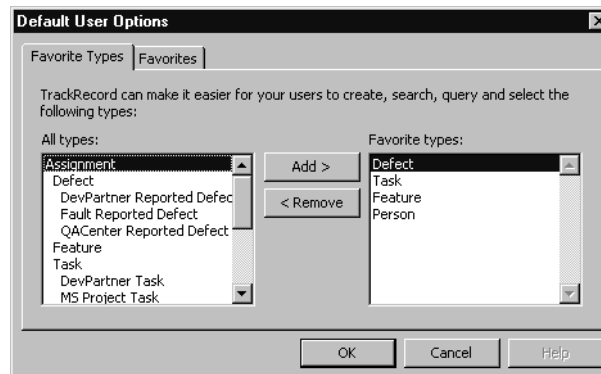 Default User Options
Favorite Types
Favorites
TrackRecord can make it easier for your users to create, search, query and select the
following types:
All types:
Assignment
Defect
DevPartner Reported Defec
Fault Reported Defect
QACenter Reported Defect
Feature
Task
DevPartner Task
MS Project Task
Add >
< Remove
Favorite types:
Defect
Task
Feature
Person
OK
Cancel
Help